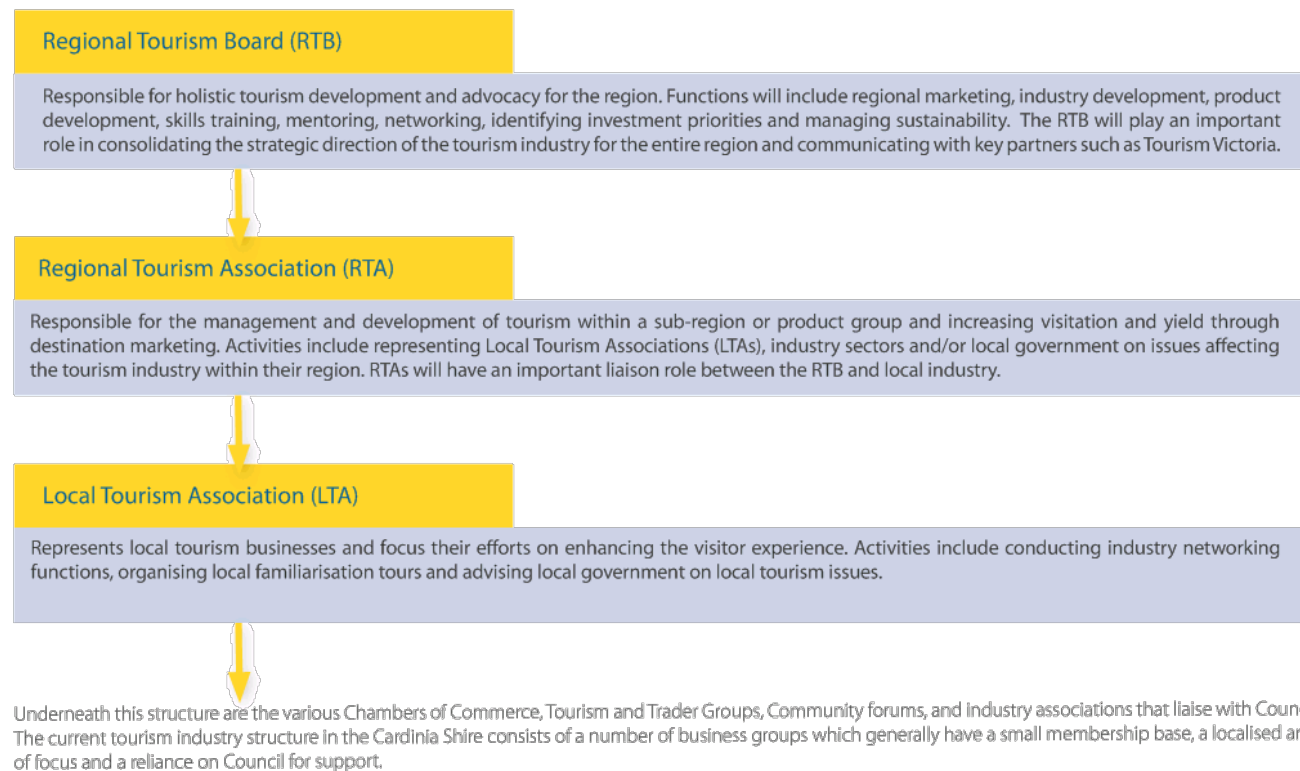 Regional Tourism Board (RTB)
Responsible for holistic tourism development and advocacy for the region. Functions will include regional marketing, industry development, product
development, skills training, mentoring, networking, identifying investment priorities and managing sustainability. The RTB will play an important
role in consolidating the strategic direction of the tourism industry for the entire region and communicating with key partners such as Tourism Victoria.
Regional Tourism Association (RTA)
Responsible for the management and development of tourism within a sub-region or product group and increasing visitation and yield through
destination marketing. Activities include representing Local Tourism Associations (LTAs), industry sectors and/or local government on issues affecting
the tourism industry within their region. RTAs will have an important liaison role between the RTB and local industry.
Local Tourism Association (LTA)
Represents local tourism businesses and focus their efforts on enhancing the visitor experience. Activities include conducting industry networking
functions, organising local familiarisation tours and advising local government on local tourism issues.
Underneath this structure are the various Chambers of Commerce, Tourism and Trader Groups, Community forums, and industry associations that liaise with
The current tourism industry structure in the Cardinia Shire consists of a number of business groups which generally have a small membership base, a localised
of focus and a reliance on Council for support.